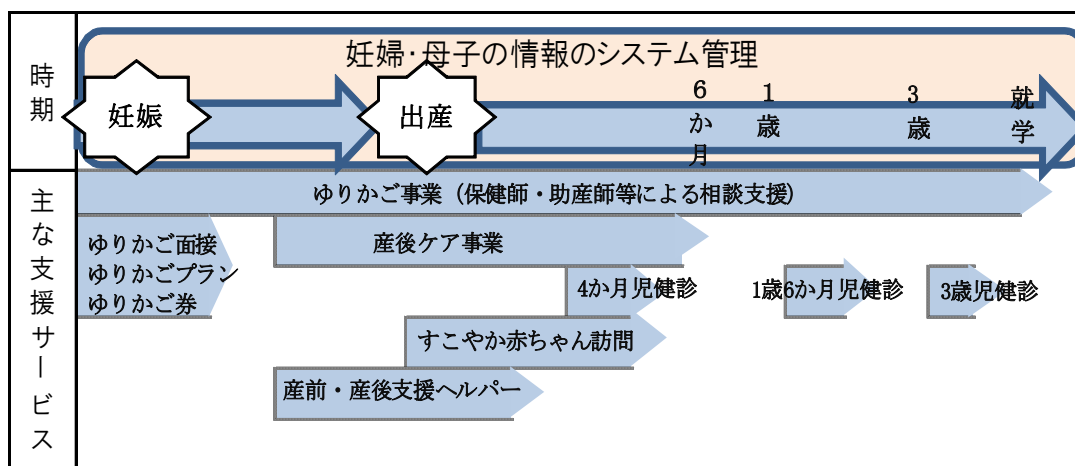 時期
妊婦・母子の情報のシステム管理
妊娠
出産
6か月
1歳
3歳
就学
主な支援サービス
ゆりかご事業（保健師・助産師等による相談支援）
ゆりかご面接
ゆりかごプラン
ゆりかご券
産後ケア事業
4か月児健診
1歳6か月児健診
3歳児健診
すこやか赤ちゃん訪問
産前・産後支援ヘルパー